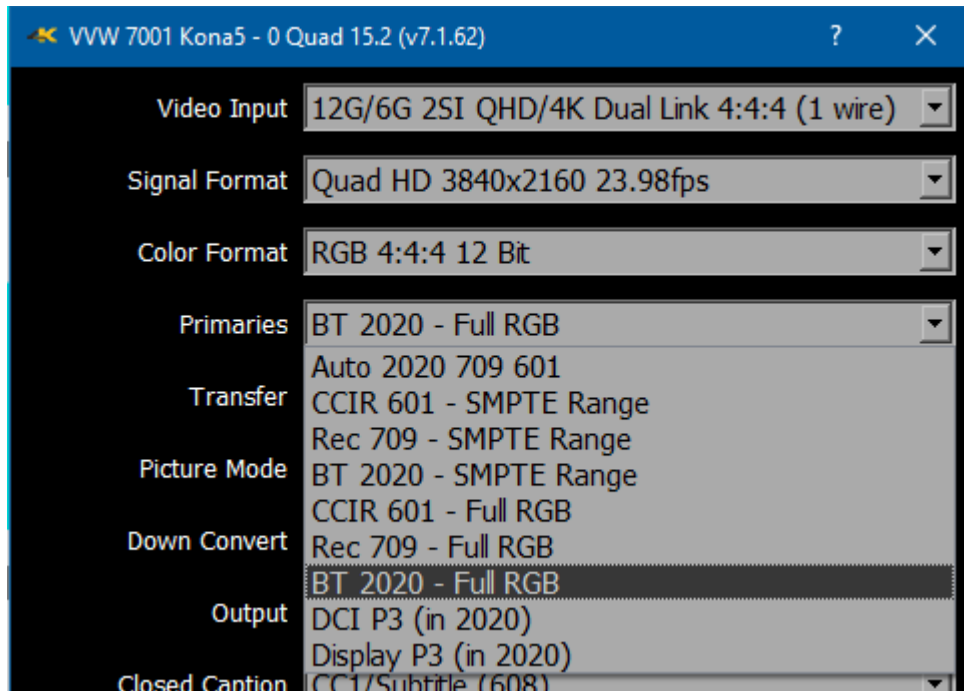 VVW 7001 Kona5 - 0 Quad 15.2 (v7.1.62) ? ×
Video Input 12G/6G 2SI QHD/4K Dual Link 4:4:4 (1 wire)
Signal Format Quad HD 3840x2160 23.98fps
Color Format RGB 4:4:4 12 Bit
Primaries BT 2020 - Full RGB
Auto 2020 709 601
Transfer CCIR 601 - SMPTE Range
Rec 709 - SMPTE Range
Picture Mode BT 2020 - SMPTE Range
CCIR 601 - Full RGB
Down Convert Rec 709 - Full RGB
BT 2020 - Full RGB
Output DCI P3 (in 2020)
Display P3 (in 2020)
Closed Caption CC1/Subtitle (608)